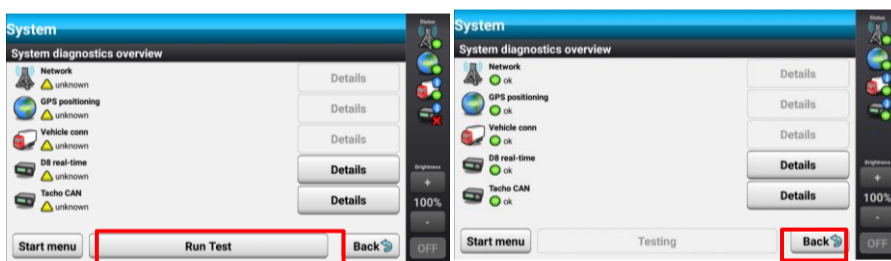 System
System diagnostics overview
Network
unknown
Details
GPS positioning
unknown
Details
Vehicle conn
unknown
Details
D8 real-time
unknown
Details
Tacho CAN
unknown
Details
Start menu
Run Test
Back
Status
Brightness
+
100%
-
OFF
System
System diagnostics overview
Network
ok
Details
GPS positioning
ok
Details
Vehicle conn
ok
Details
D8 real-time
ok
Details
Tacho CAN
ok
Details
Start menu
Testing
Back
Status
Brightness
+
100%
-
OFF